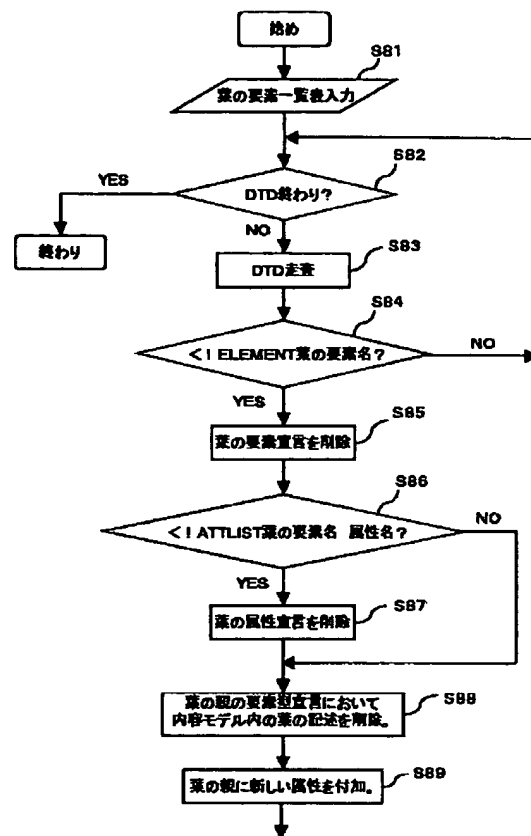 始め
S81
葉の要素一覧表入力
S82
YES
DTD終わり?
終わり
NO
S83
DTD走査
S84
<!ELEMENT葉の要素名?
NO
YES
S85
葉の要素宣言を削除
S86
<!ATTLIST葉の要素名 属性名?
NO
YES
S87
葉の属性宣言を削除
S88
葉の親の要素型宣言において
内容モデル内の葉の記述を削除。
S89
葉の親に新しい属性を付加。